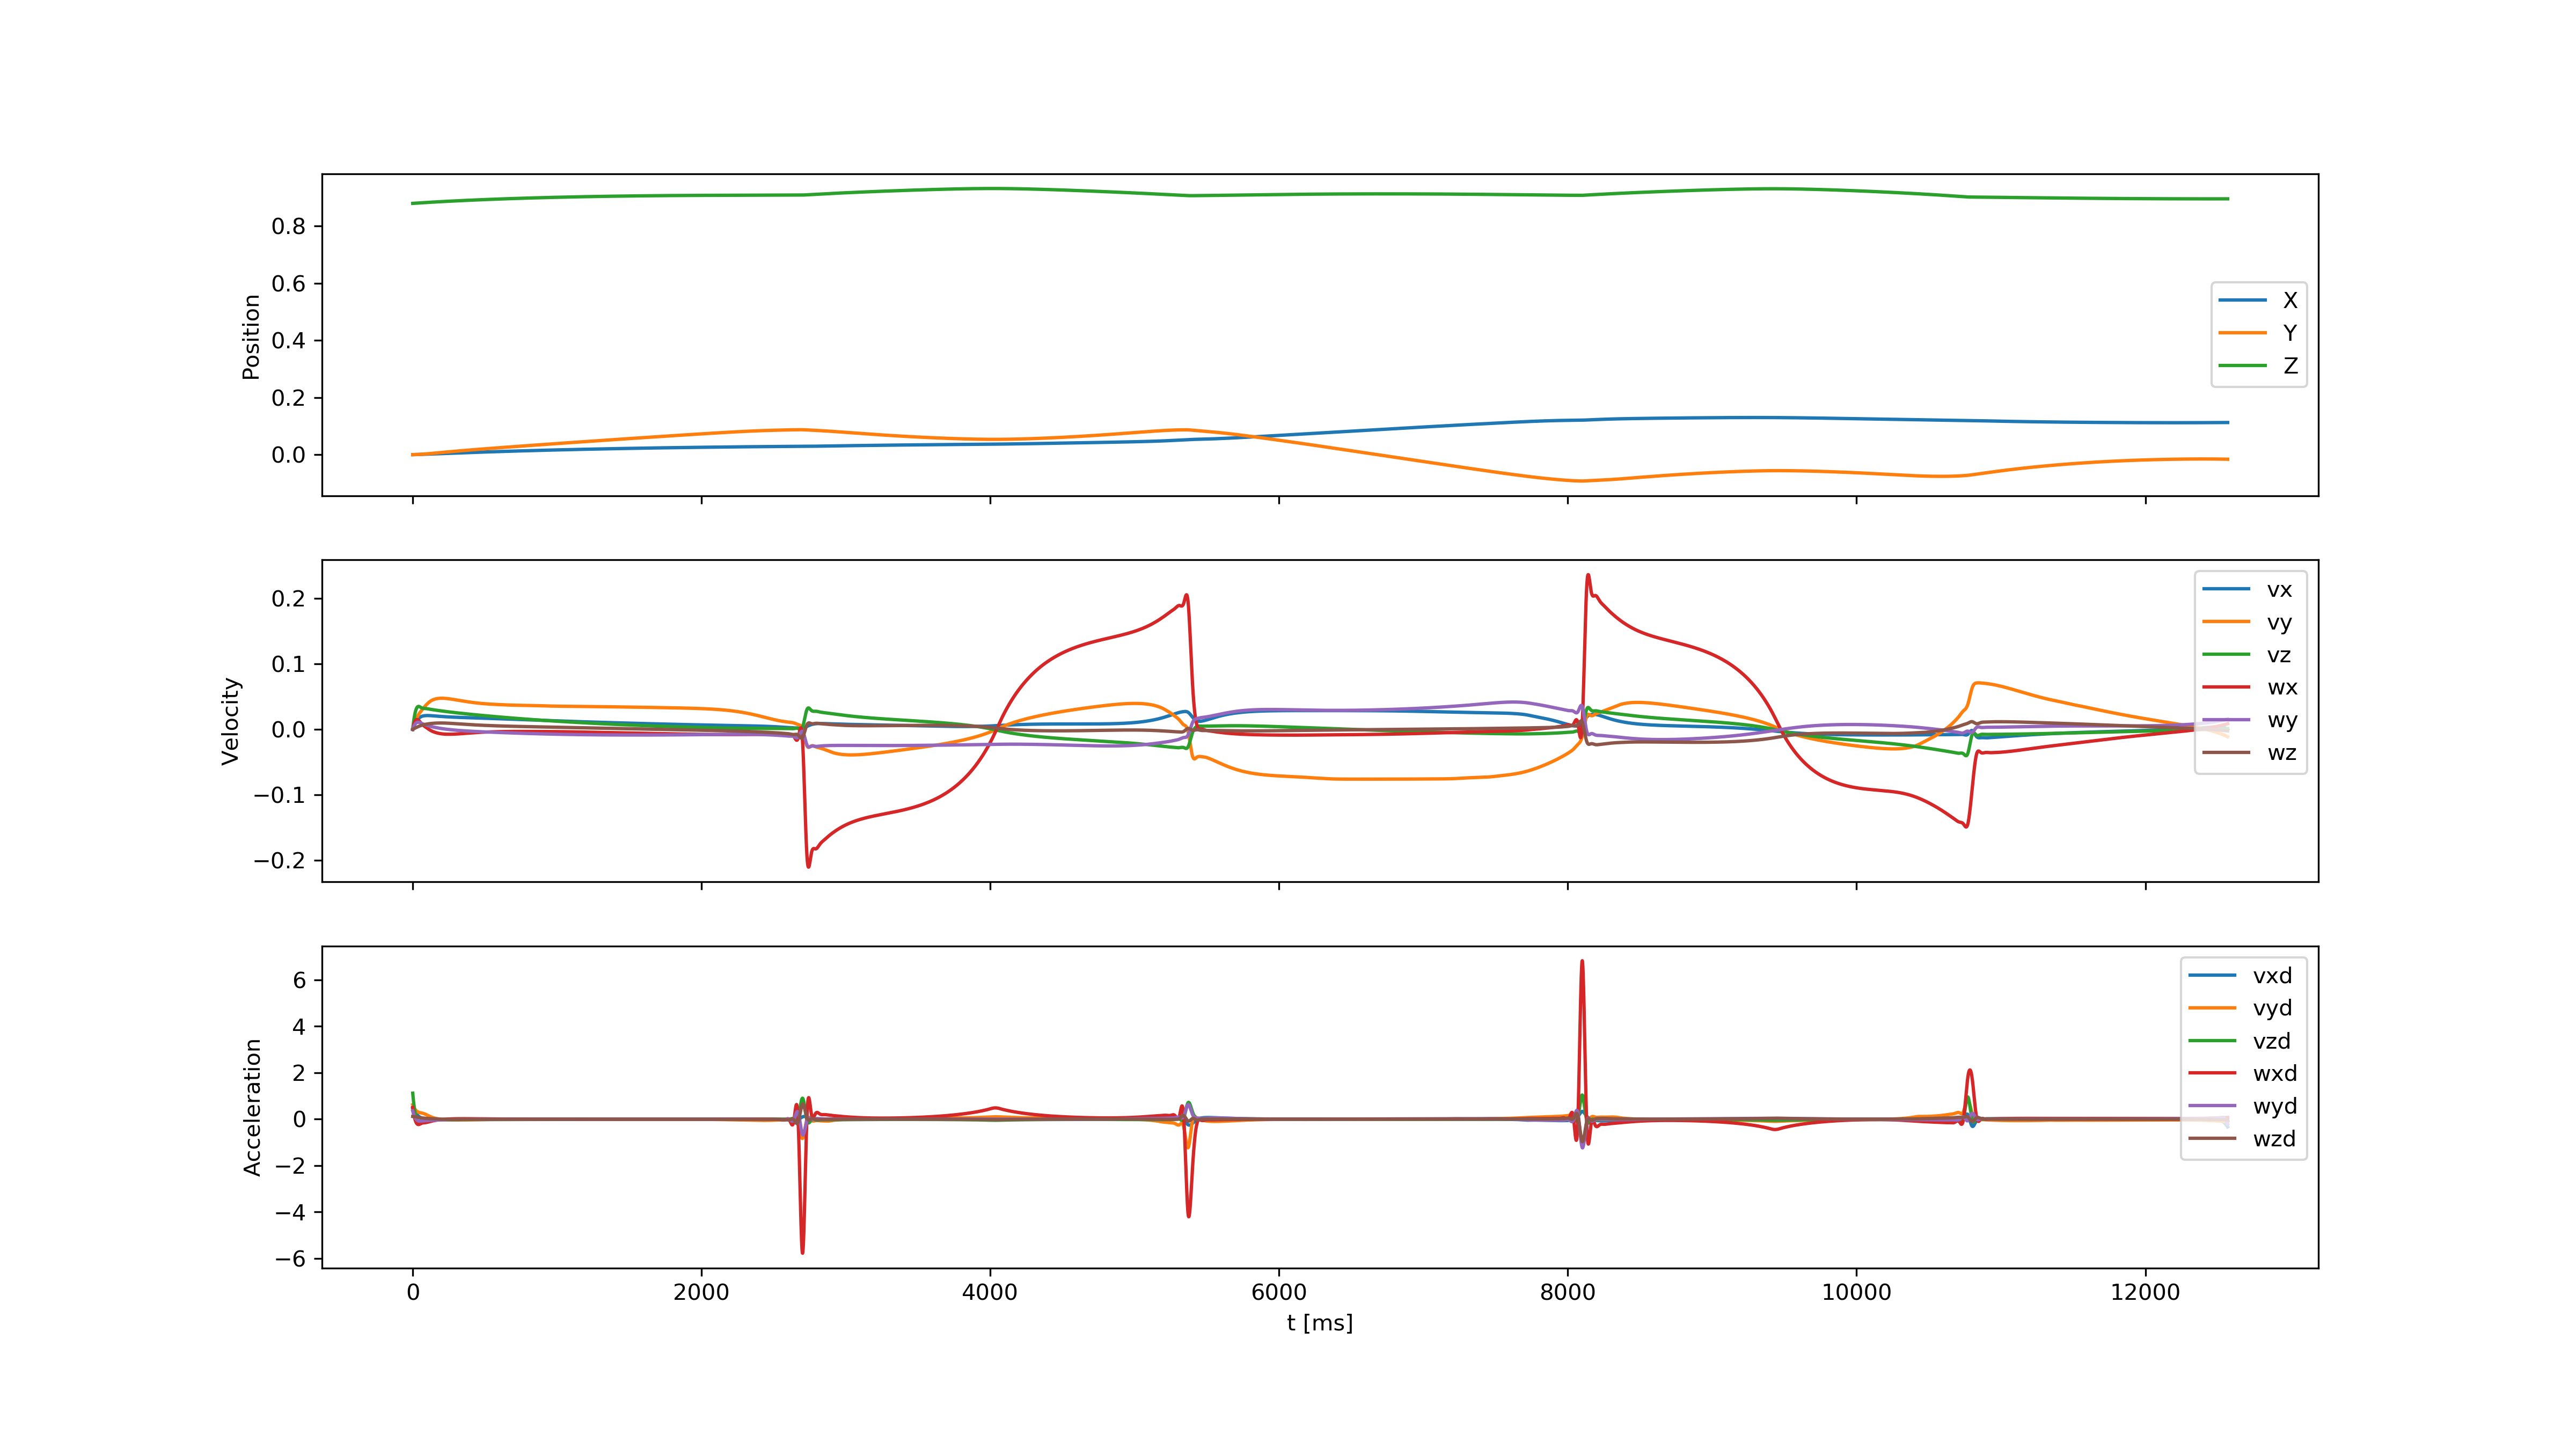 0.8
0.6
0.4
0.2
0.0
Position
X
Y
Z
0.2
0.1
0.0
−0.1
−0.2
Velocity
vx
vy
vz
wx
wy
wz
6
4
2
0
−2
−4
−6
Acceleration
vxd
vyd
vzd
wxd
wyd
wzd
0 2000 4000 6000 8000 10000 12000
t [ms]